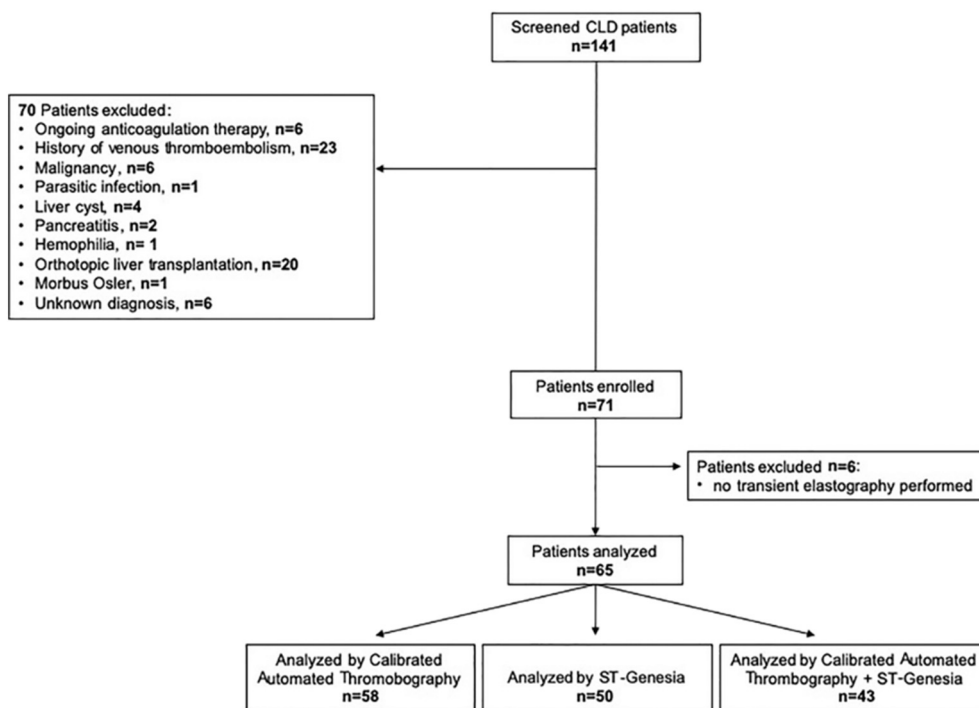 Screened CLD patients
n=141
70 Patients excluded:
• Ongoing anticoagulation therapy, n=6
• History of venous thromboembolism, n=23
• Malignancy, n=6
• Parasitic infection, n=1
• Liver cyst, n=4
• Pancreatitis, n=2
• Hemophilia, n= 1
• Orthotopic liver transplantation, n=20
• Morbus Osler, n=1
• Unknown diagnosis, n=6
Patients enrolled
n=71
Patients excluded n=6:
• no transient elastography performed
Patients analyzed
n=65
Analyzed by Calibrated
Automated Thromobography
n=58
Analyzed by ST-Genesia
n=50
Analyzed by Calibrated Automated
Thrombography + ST-Genesia
n=43